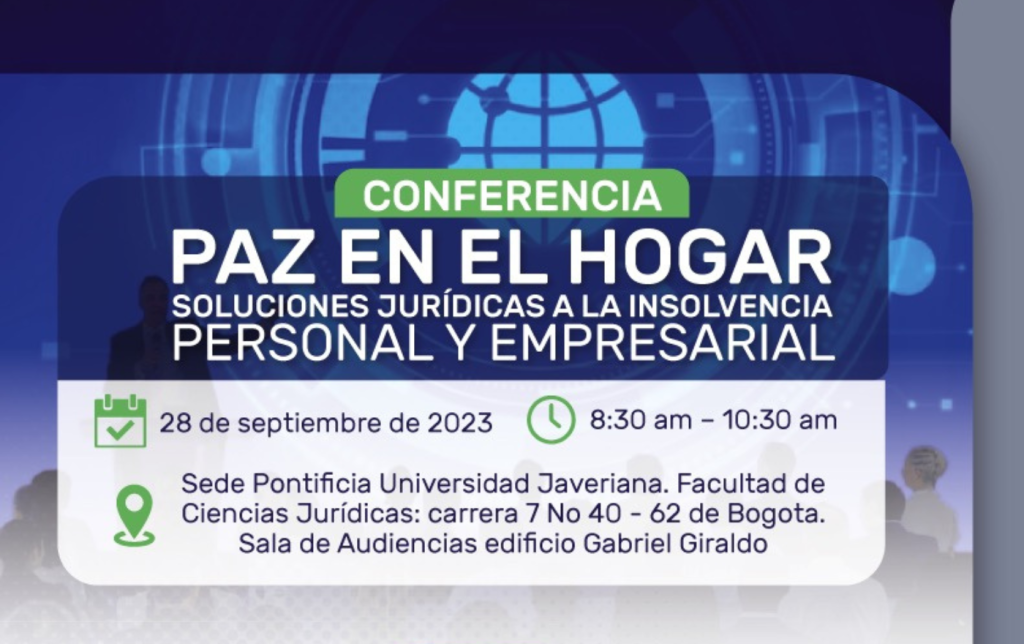 CONFERENCIA
PAZ EN EL HOGAR
SOLUCIONES JURÍDICAS A LA INSOLVENCIA
PERSONAL Y EMPRESARIAL
28 de septiembre de 2023
8:30 am – 10:30 am
Sede Pontificia Universidad Javeriana. Facultad de
Ciencias Jurídicas: carrera 7 No 40 - 62 de Bogota.
Sala de Audiencias edificio Gabriel Giraldo